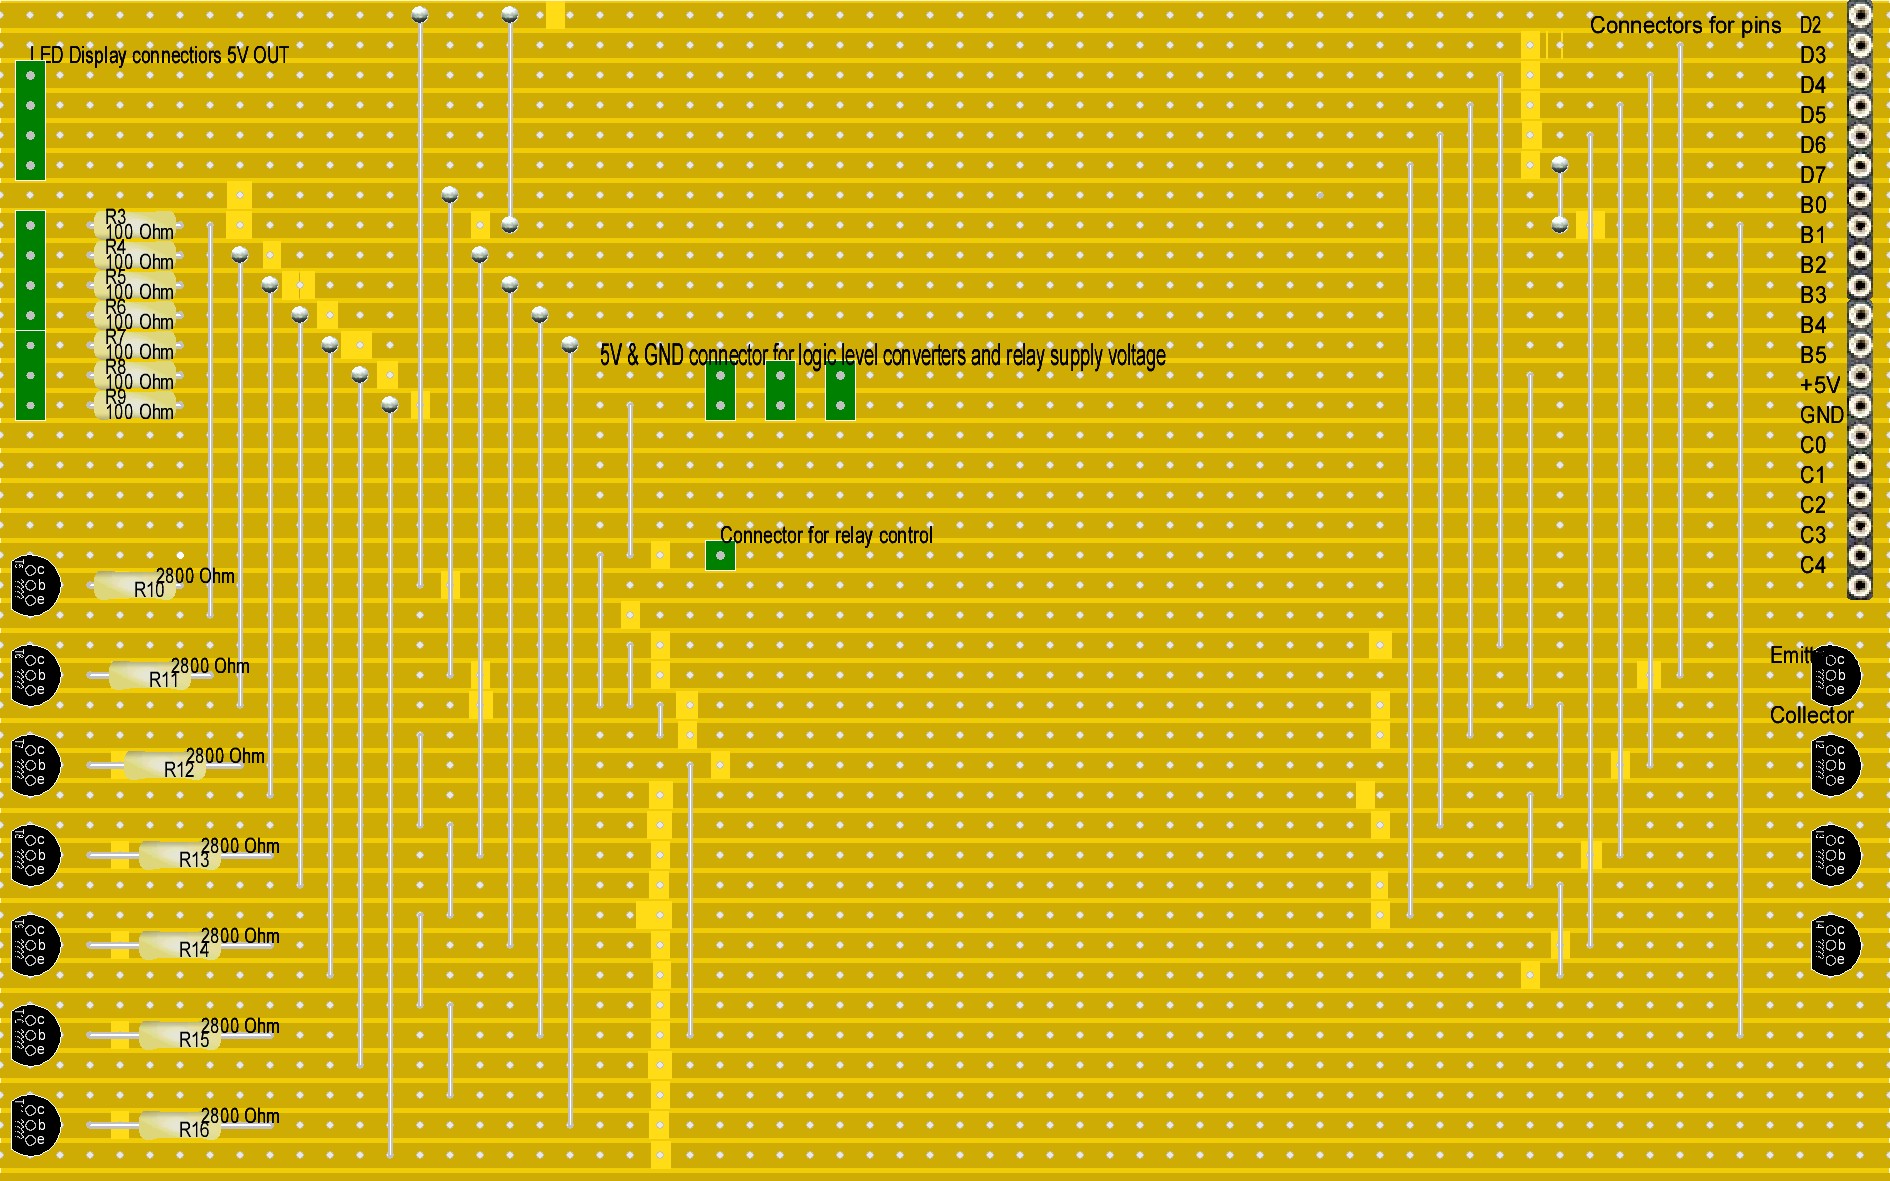 Connectors for pins
D2
LED Display connectiors 5V OUT
D3
D4
D5
D6
D7
R3
100 Ohm
B0
R4
100 Ohm
B1
R5
100 Ohm
B2
R6
100 Ohm
B3
R7
100 Ohm
B4
5V & GND connector for logic level converters and relay supply voltage
B5
R8
100 Ohm
+5V
R9
100 Ohm
GND
C0
C1
C2
Connector for relay control
C3
C4
c
b
e
2800 Ohm
R10
c
b
e
2800 Ohm
R11
c
b
e
Collector
c
b
e
2800 Ohm
R12
c
b
e
c
b
e
2800 Ohm
R13
c
b
e
c
b
e
2800 Ohm
R14
c
b
e
c
b
e
2800 Ohm
R15
c
b
e
2800 Ohm
R16